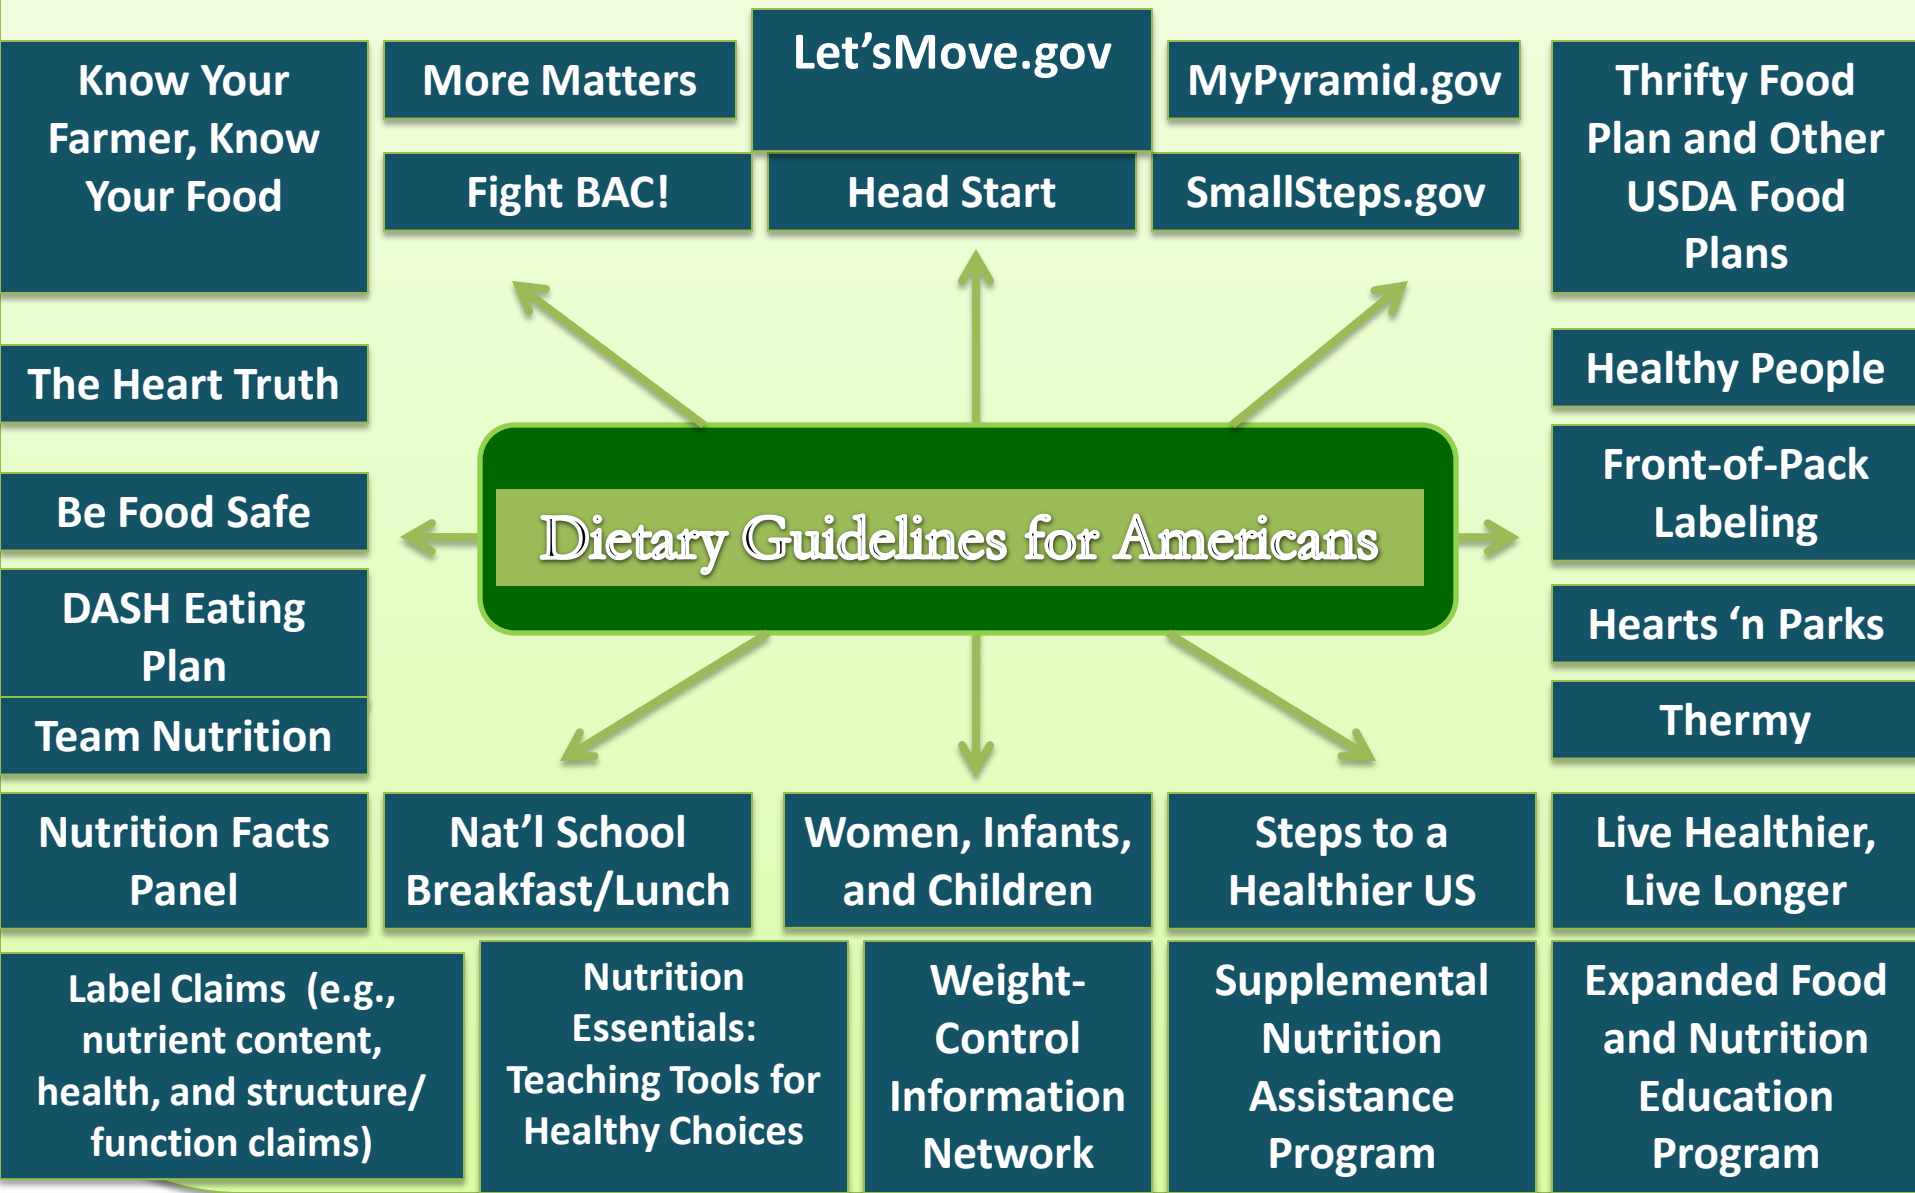 Know Your
Farmer, Know
Your Food
More Matters
Let’sMove.gov
MyPyramid.gov
Thrifty Food
Plan and Other
USDA Food
Plans
Fight BAC!
Head Start
SmallSteps.gov
The Heart Truth
Healthy People
Be Food Safe
Dietary Guidelines for Americans
Front-of-Pack
Labeling
DASH Eating
Plan
Hearts ‘n Parks
Team Nutrition
Thermy
Nutrition Facts
Panel
Nat’l School
Breakfast/Lunch
Women, Infants,
and Children
Steps to a
Healthier US
Live Healthier,
Live Longer
Label Claims (e.g.,
nutrient content,
health, and structure/
function claims)
Nutrition
Essentials:
Teaching Tools for
Healthy Choices
Weight-
Control
Information
Network
Supplemental
Nutrition
Assistance
Program
Expanded Food
and Nutrition
Education
Program